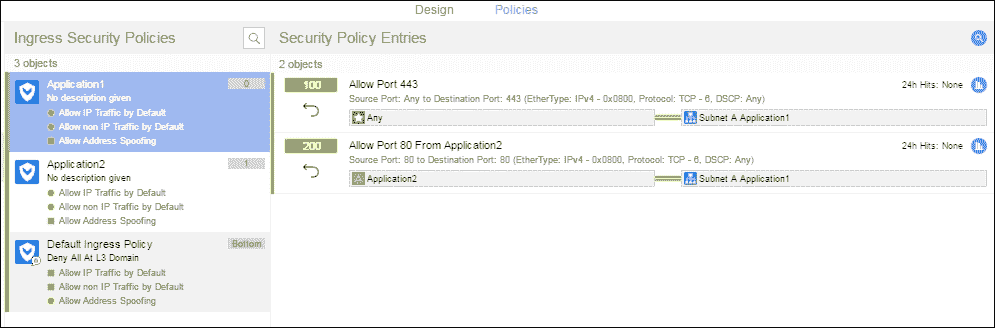 Design Policies
Ingress Security Policies
3 objects
Application1 0
No description given
Allow IP Traffic by Default
Allow non IP Traffic by Default
Allow Address Spoofing
Application2 1
No description given
Allow IP Traffic by Default
Allow non IP Traffic by Default
Allow Address Spoofing
Default Ingress Policy Bottom
Deny All At L3 Domain
Allow IP Traffic by Default
Allow non IP Traffic by Default
Allow Address Spoofing
Security Policy Entries
2 objects
100 Allow Port 443 24h Hits: None
Source Port: Any to Destination Port: 443 (EtherType: IPv4 - 0x0800, Protocol: TCP - 6, DSCP: Any)
Any Subnet A Application1
200 Allow Port 80 From Application2 24h Hits: None
Source Port: 80 to Destination Port: 80 (EtherType: IPv4 - 0x0800, Protocol: TCP - 6, DSCP: Any)
Application2 Subnet A Application1